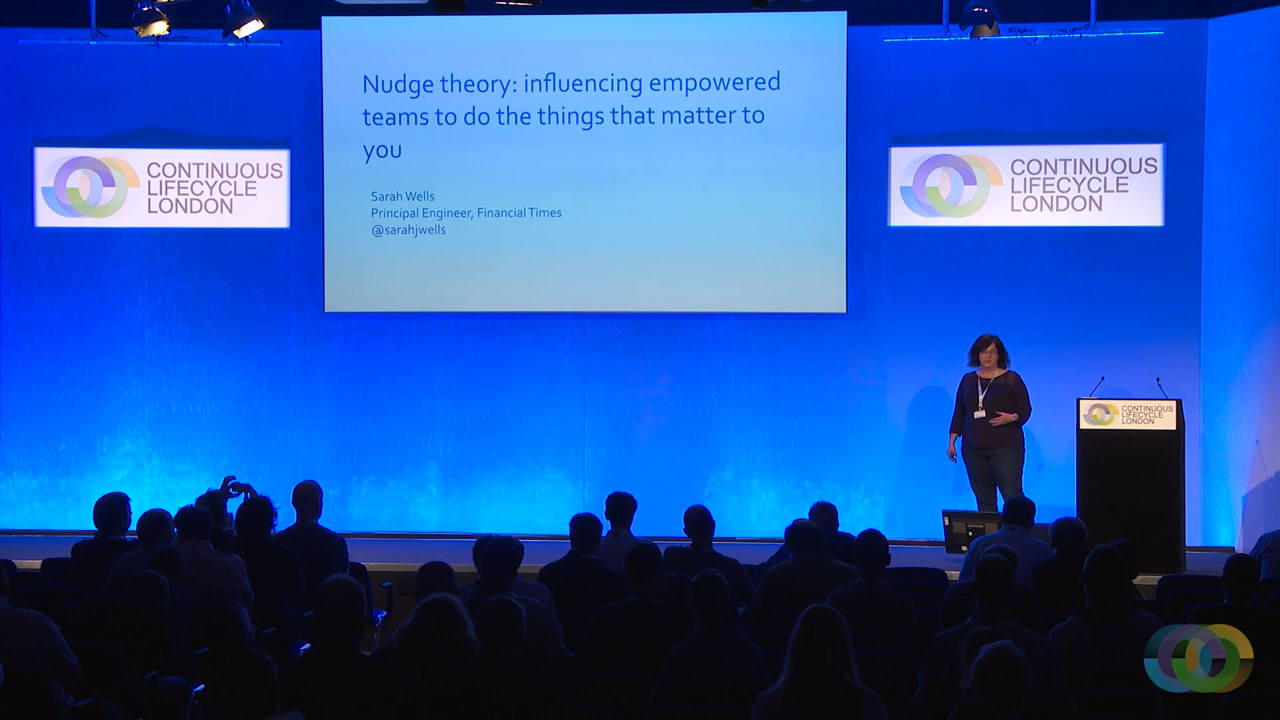 Nudge theory: influencing empowered
teams to do the things that matter to
you
Sarah Wells
Principal Engineer, Financial Times
@sarahjwells
CONTINUOUS
LIFECYCLE
LONDON
CONTINUOUS
LIFECYCLE
LONDON
CONTINUOUS
LIFECYCLE
LONDON